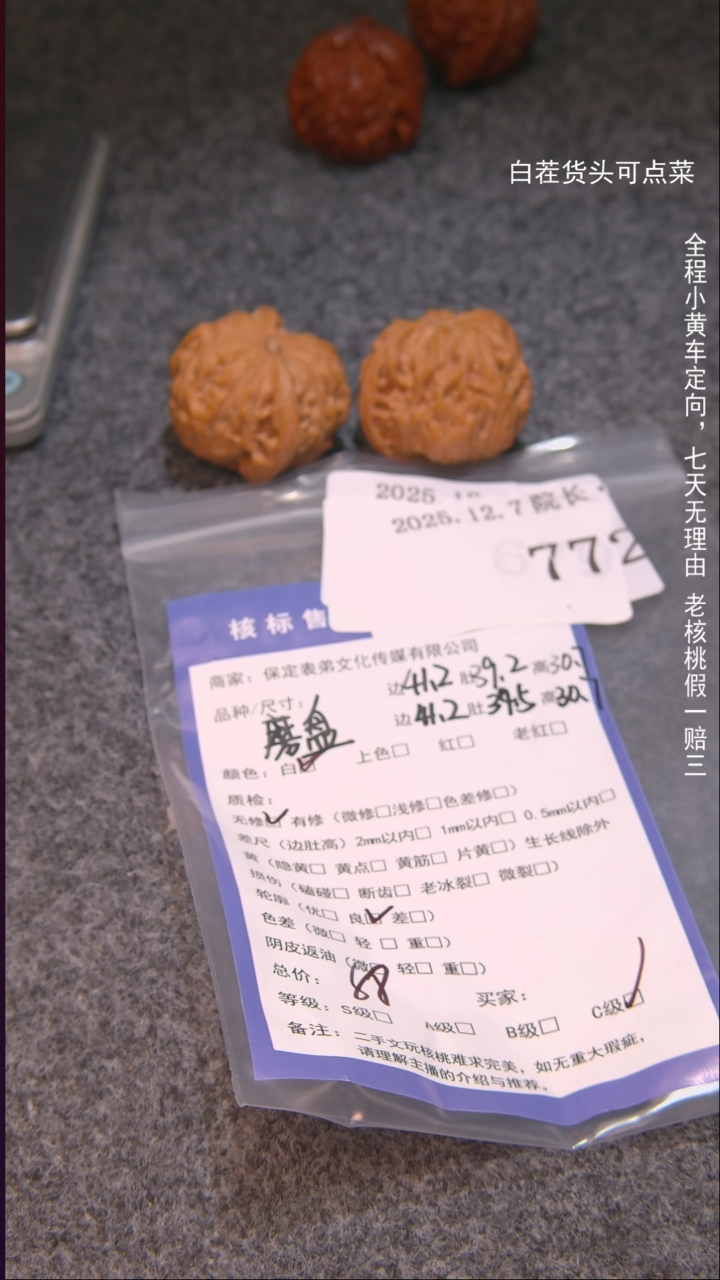 白茬货头可点菜
全程小黄车定向，七天无理由 老核桃假一赔三
2025
2025.12.7 院长
772
核标售
商家：保定表弟文化传媒有限公司
品种/尺寸： 磨盘
边41.2 肚39.2 高30.7
边41.2 肚39.5 高30.7
颜色：白☑ 上色□ 红□ 老红□
质检：
无修☑ 有修（微修□浅修□色差修□）
差尺（边肚高）2mm以内□ 1mm以内□ 0.5mm以内□
黄（隐黄□ 黄点□ 黄筋□ 片黄□）生长线除外
损伤（磕碰□ 断齿□ 老冰裂□ 微裂□）
轮廓（优□ 良☑ 差□）
色差（微□ 轻□ 重□）
阴皮返油（微□ 轻□ 重□）
总价： 88 买家：
等级：S级□ A级□ B级□ C级☑
备注：二手文玩核桃难求完美，如无重大瑕疵，
请理解主播的介绍与推荐。